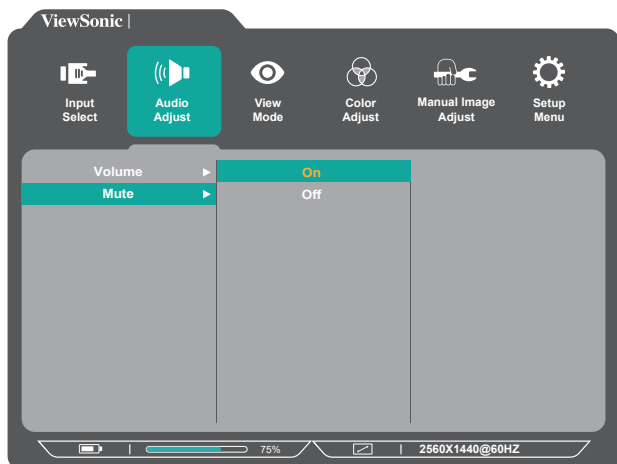 ViewSonic |
Input Select
Audio Adjust
View Mode
Color Adjust
Manual Image Adjust
Setup Menu
Volume
On
Mute
Off
75%
2560X1440@60HZ